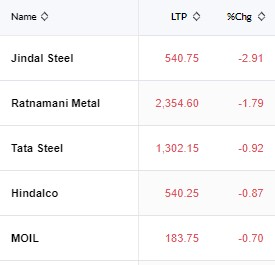 Name LTP %Chg
Jindal Steel 540.75 -2.91
Ratnamani Metal 2,354.60 -1.79
Tata Steel 1,302.15 -0.92
Hindalco 540.25 -0.87
MOIL 183.75 -0.70